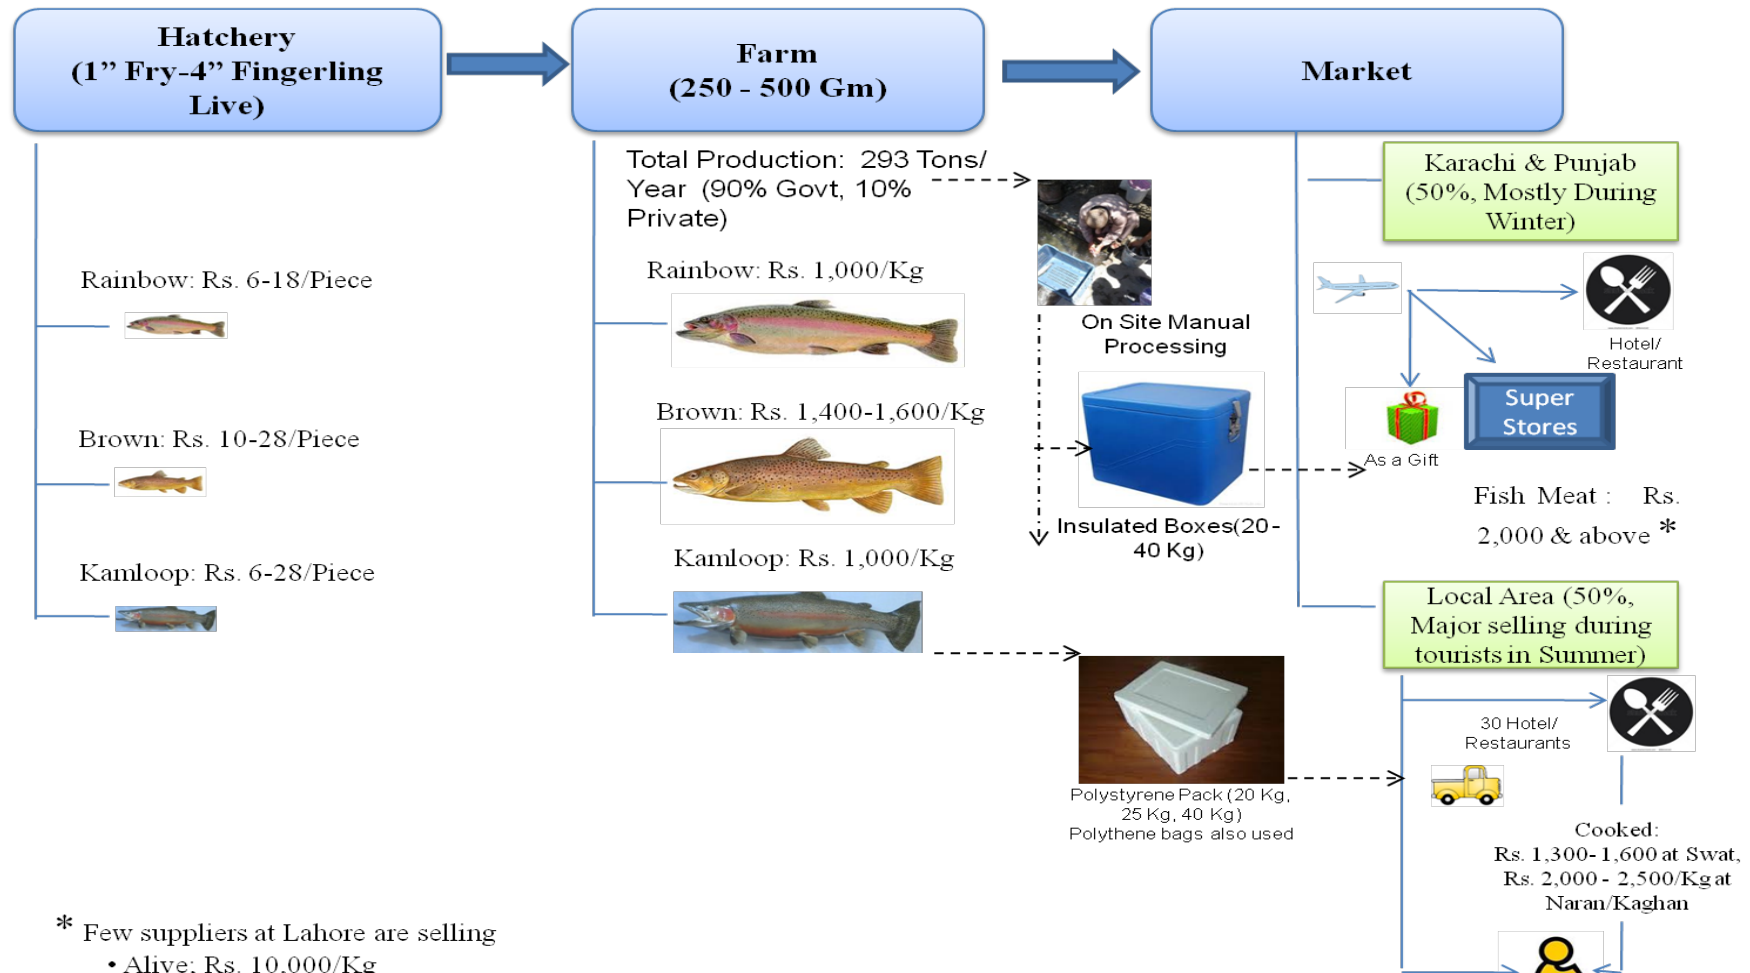 Hatchery
(1” Fry-4” Fingerling
Live)
Farm
(250 - 500 Gm)
Market
Rainbow: Rs. 6-18/Piece
Brown: Rs. 10-28/Piece
Kamloop: Rs. 6-28/Piece
Total Production: 293 Tons/
Year (90% Govt, 10%
Private)
Rainbow: Rs. 1,000/Kg
Brown: Rs. 1,400-1,600/Kg
Kamloop: Rs. 1,000/Kg
On Site Manual
Processing
Insulated Boxes(20-
40 Kg)
Polystyrene Pack (20 Kg,
25 Kg, 40 Kg)
Polythene bags also used
Karachi & Punjab
(50%, Mostly During
Winter)
Hotel/
Restaurant
Super
Stores
As a Gift
Fish Meat : Rs.
2,000 & above *
Local Area (50%,
Major selling during
tourists in Summer)
30 Hotel/
Restaurants
Cooked:
Rs. 1,300- 1,600 at Swat,
Rs. 2,000 - 2,500/Kg at
Naran/Kaghan
* Few suppliers at Lahore are selling
• Alive; Rs. 10,000/Kg